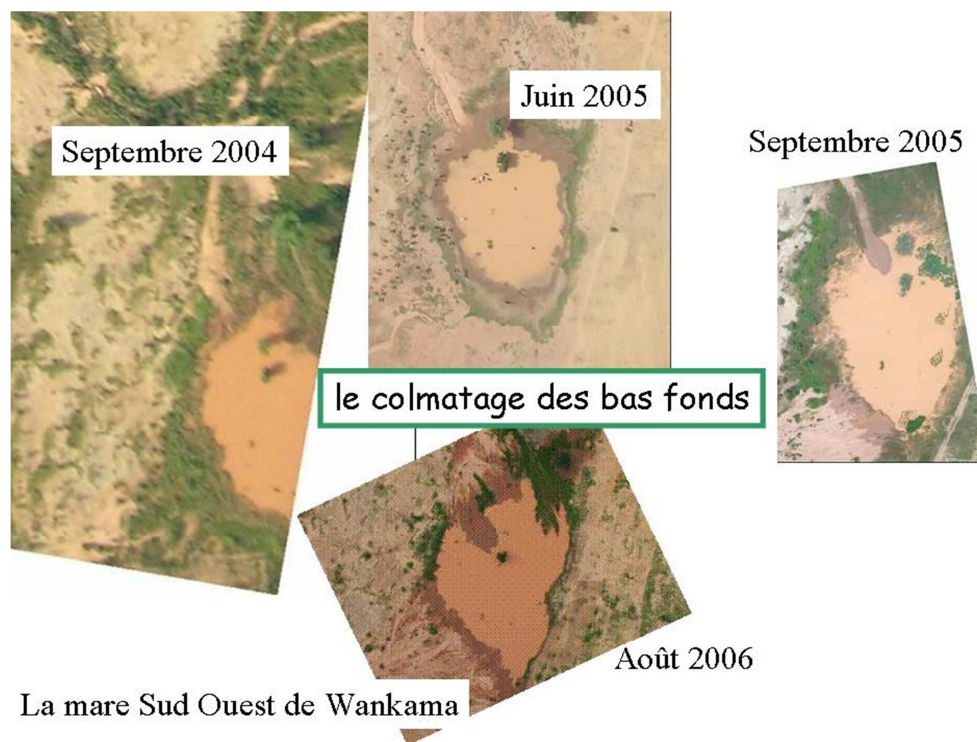 Juin 2005
Septembre 2004
Septembre 2005
le colmatage des bas fonds
Août 2006
La mare Sud Ouest de Wankama